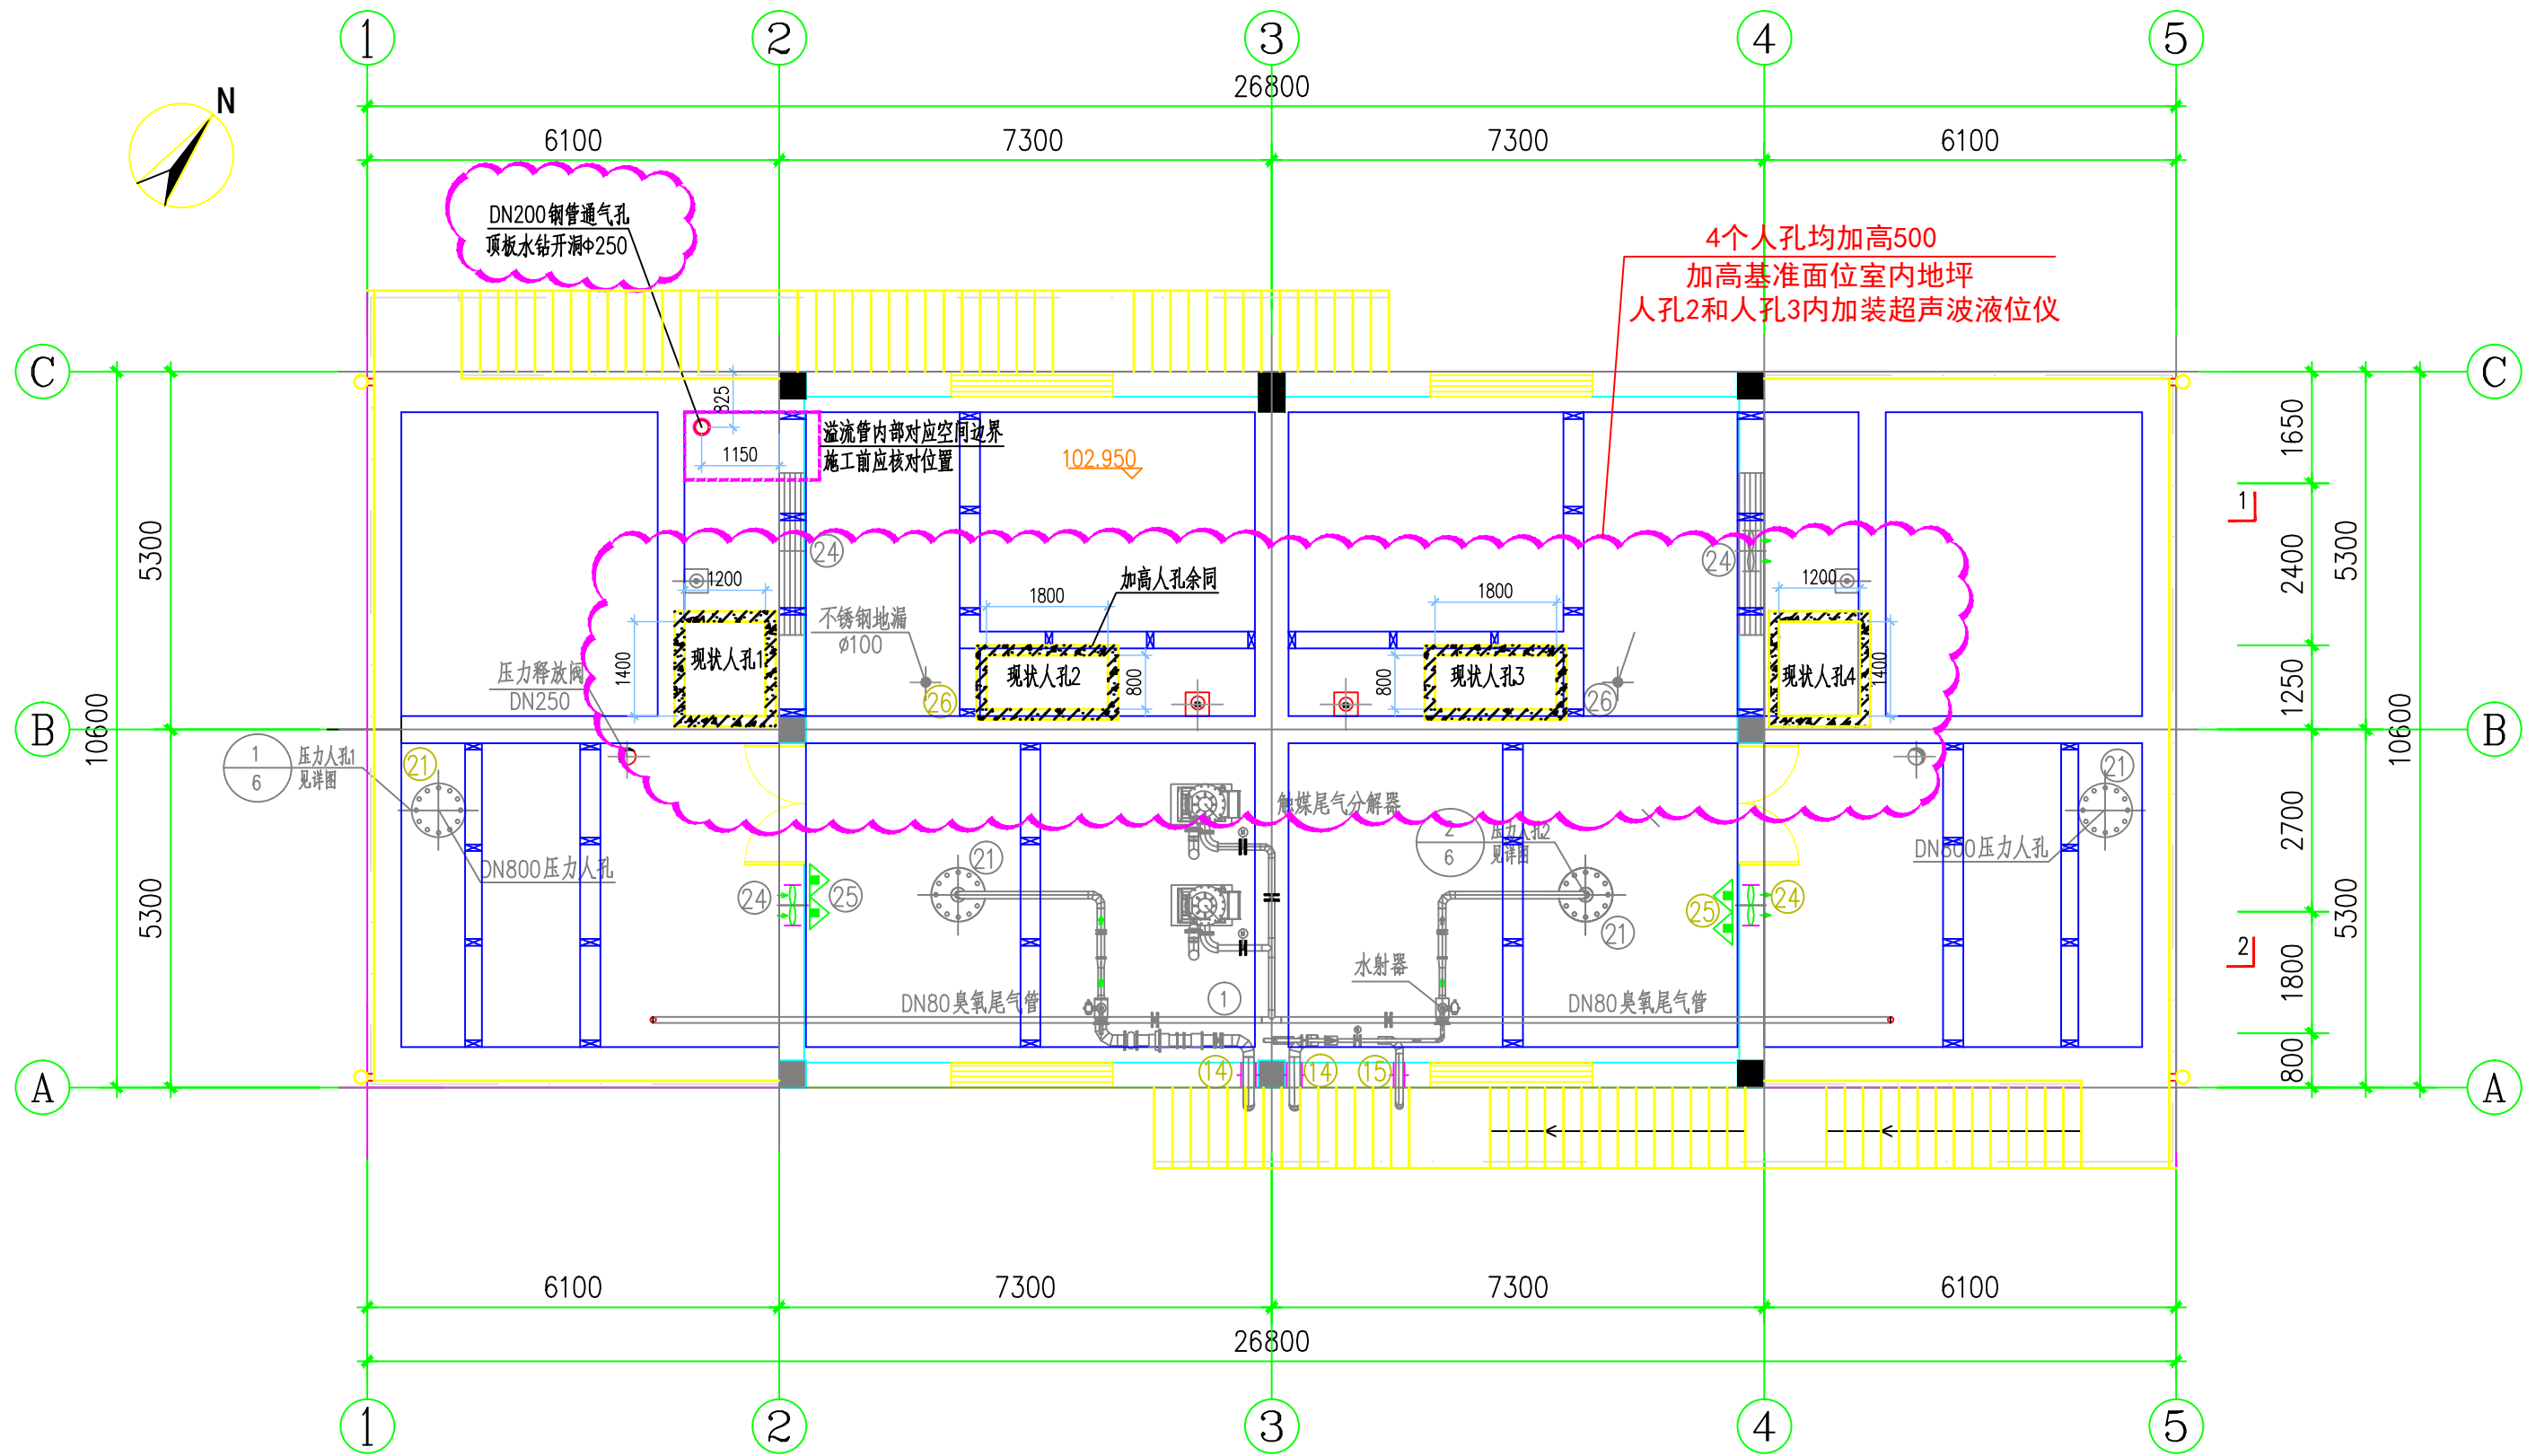 1
2
3
4
5
N
26800
6100
7300
7300
6100
DN200钢管通气孔
顶板水钻开洞Φ250
4个人孔均加高500
加高基准面位室内地坪
人孔2和人孔3内加装超声波液位仪
C
C
825
1150
溢流管内部对应空间边界
施工前应核对位置
102.950
1650
1
24
24
1200
加高人孔余同
1800
1800
1200
5300
2400
5300
不锈钢地漏
ø100
1400
现状人孔1
现状人孔2
800
800
现状人孔3
现状人孔4
1400
压力释放阀
DN250
26
26
1250
10600
10600
B
B
1
6
压力人孔1
见详图
21
21
触媒尾气分解器
2
6
压力人孔2
见详图
2700
DN800压力人孔
21
DN800压力人孔
24
25
25
24
21
5300
5300
2
水射器
1800
DN80臭氧尾气管
1
DN80臭氧尾气管
14
14
15
800
A
A
6100
7300
7300
6100
26800
1
2
3
4
5